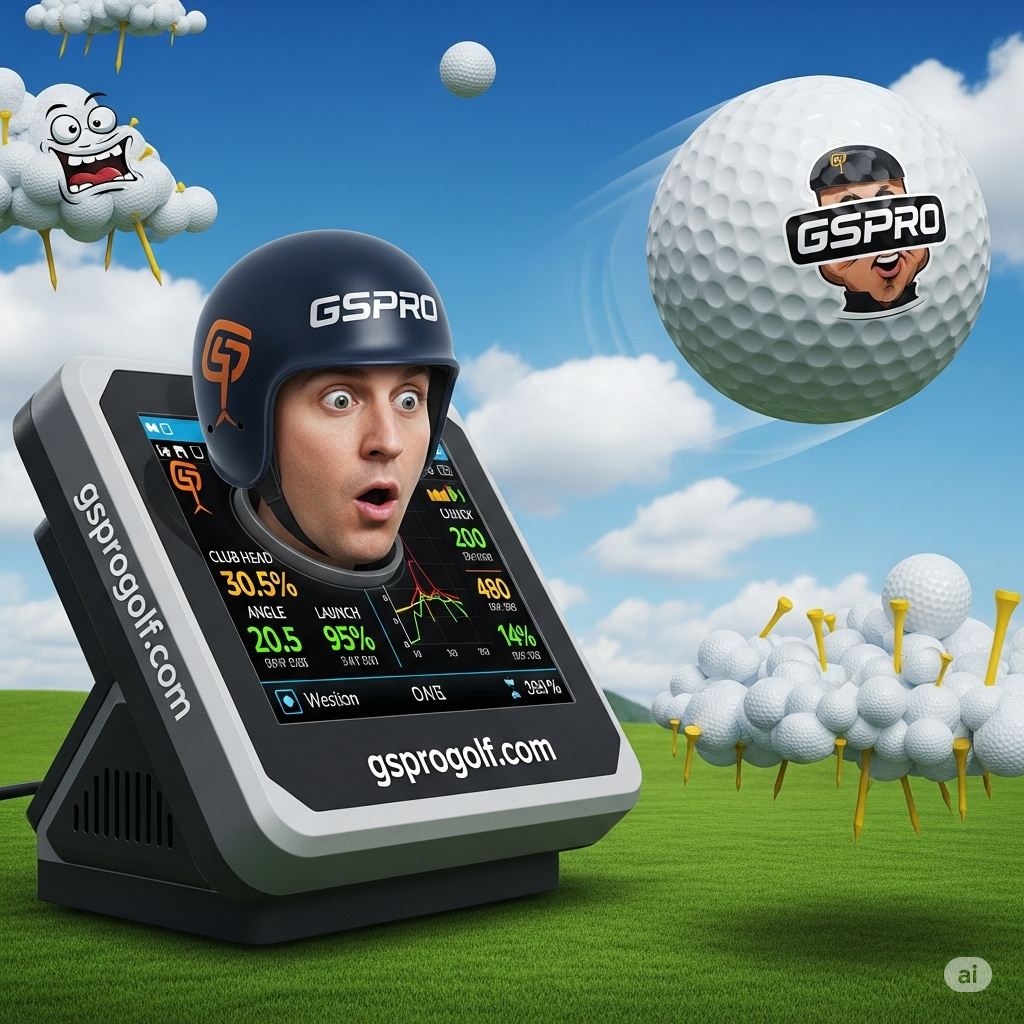 GSPRO
GSPRO
gsprogolf.com
CLUB HEAD
30.5%
ANGLE
20.5
LAUNCH
95%
200
480
14%
ONE
gsprogolf.com
ai